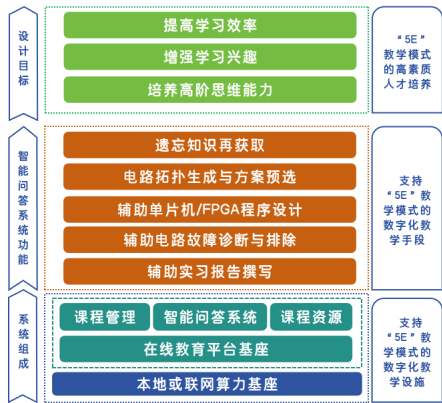 设计目标
提高学习效率
增强学习兴趣
培养高阶思维能力
“5E”
教学模式
的高素质
人才培养
智能问答系统功能
遗忘知识再获取
电路拓扑生成与方案预选
辅助单片机/FPGA程序设计
辅助电路故障诊断与排除
辅助实习报告撰写
支持
“5E”教
学模式的
数字化教
学手段
系统组成
课程管理
智能问答系统
课程资源
在线教育平台基座
本地或联网算力基座
支持
“5E”教
学模式的
数字化教
学设施